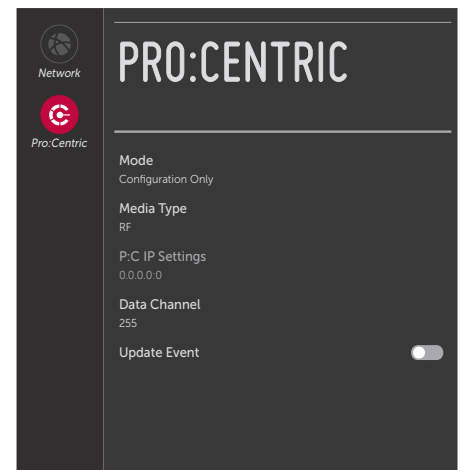 Network
Pro:Centric
PRO:CENTRIC
Mode
Configuration Only
Media Type
RF
P:C IP Settings
0.0.0.0:0
Data Channel
255
Update Event